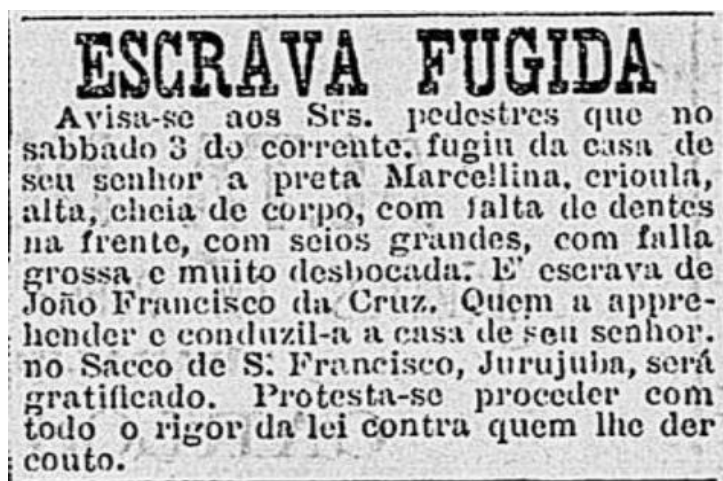 ESCRAVA FUGIDA
Avisa-se aos Srs. pedestres que no
sabbado 3 do corrente, fugiu da casa de
seu senhor a preta Marcellina, crioula,
alta, cheia de corpo, com falta de dentes
na frente, com seios grandes, com falla
grossa e muito desbocada. E' escrava de
João Francisco da Cruz. Quem a appre-
hender e conduzil-a a casa de seu senhor.
no Sacco de S. Francisco, Jurujuba, será
gratificado. Protesta-se proceder com
todo o rigor da lei contra quem lhe der
couto.